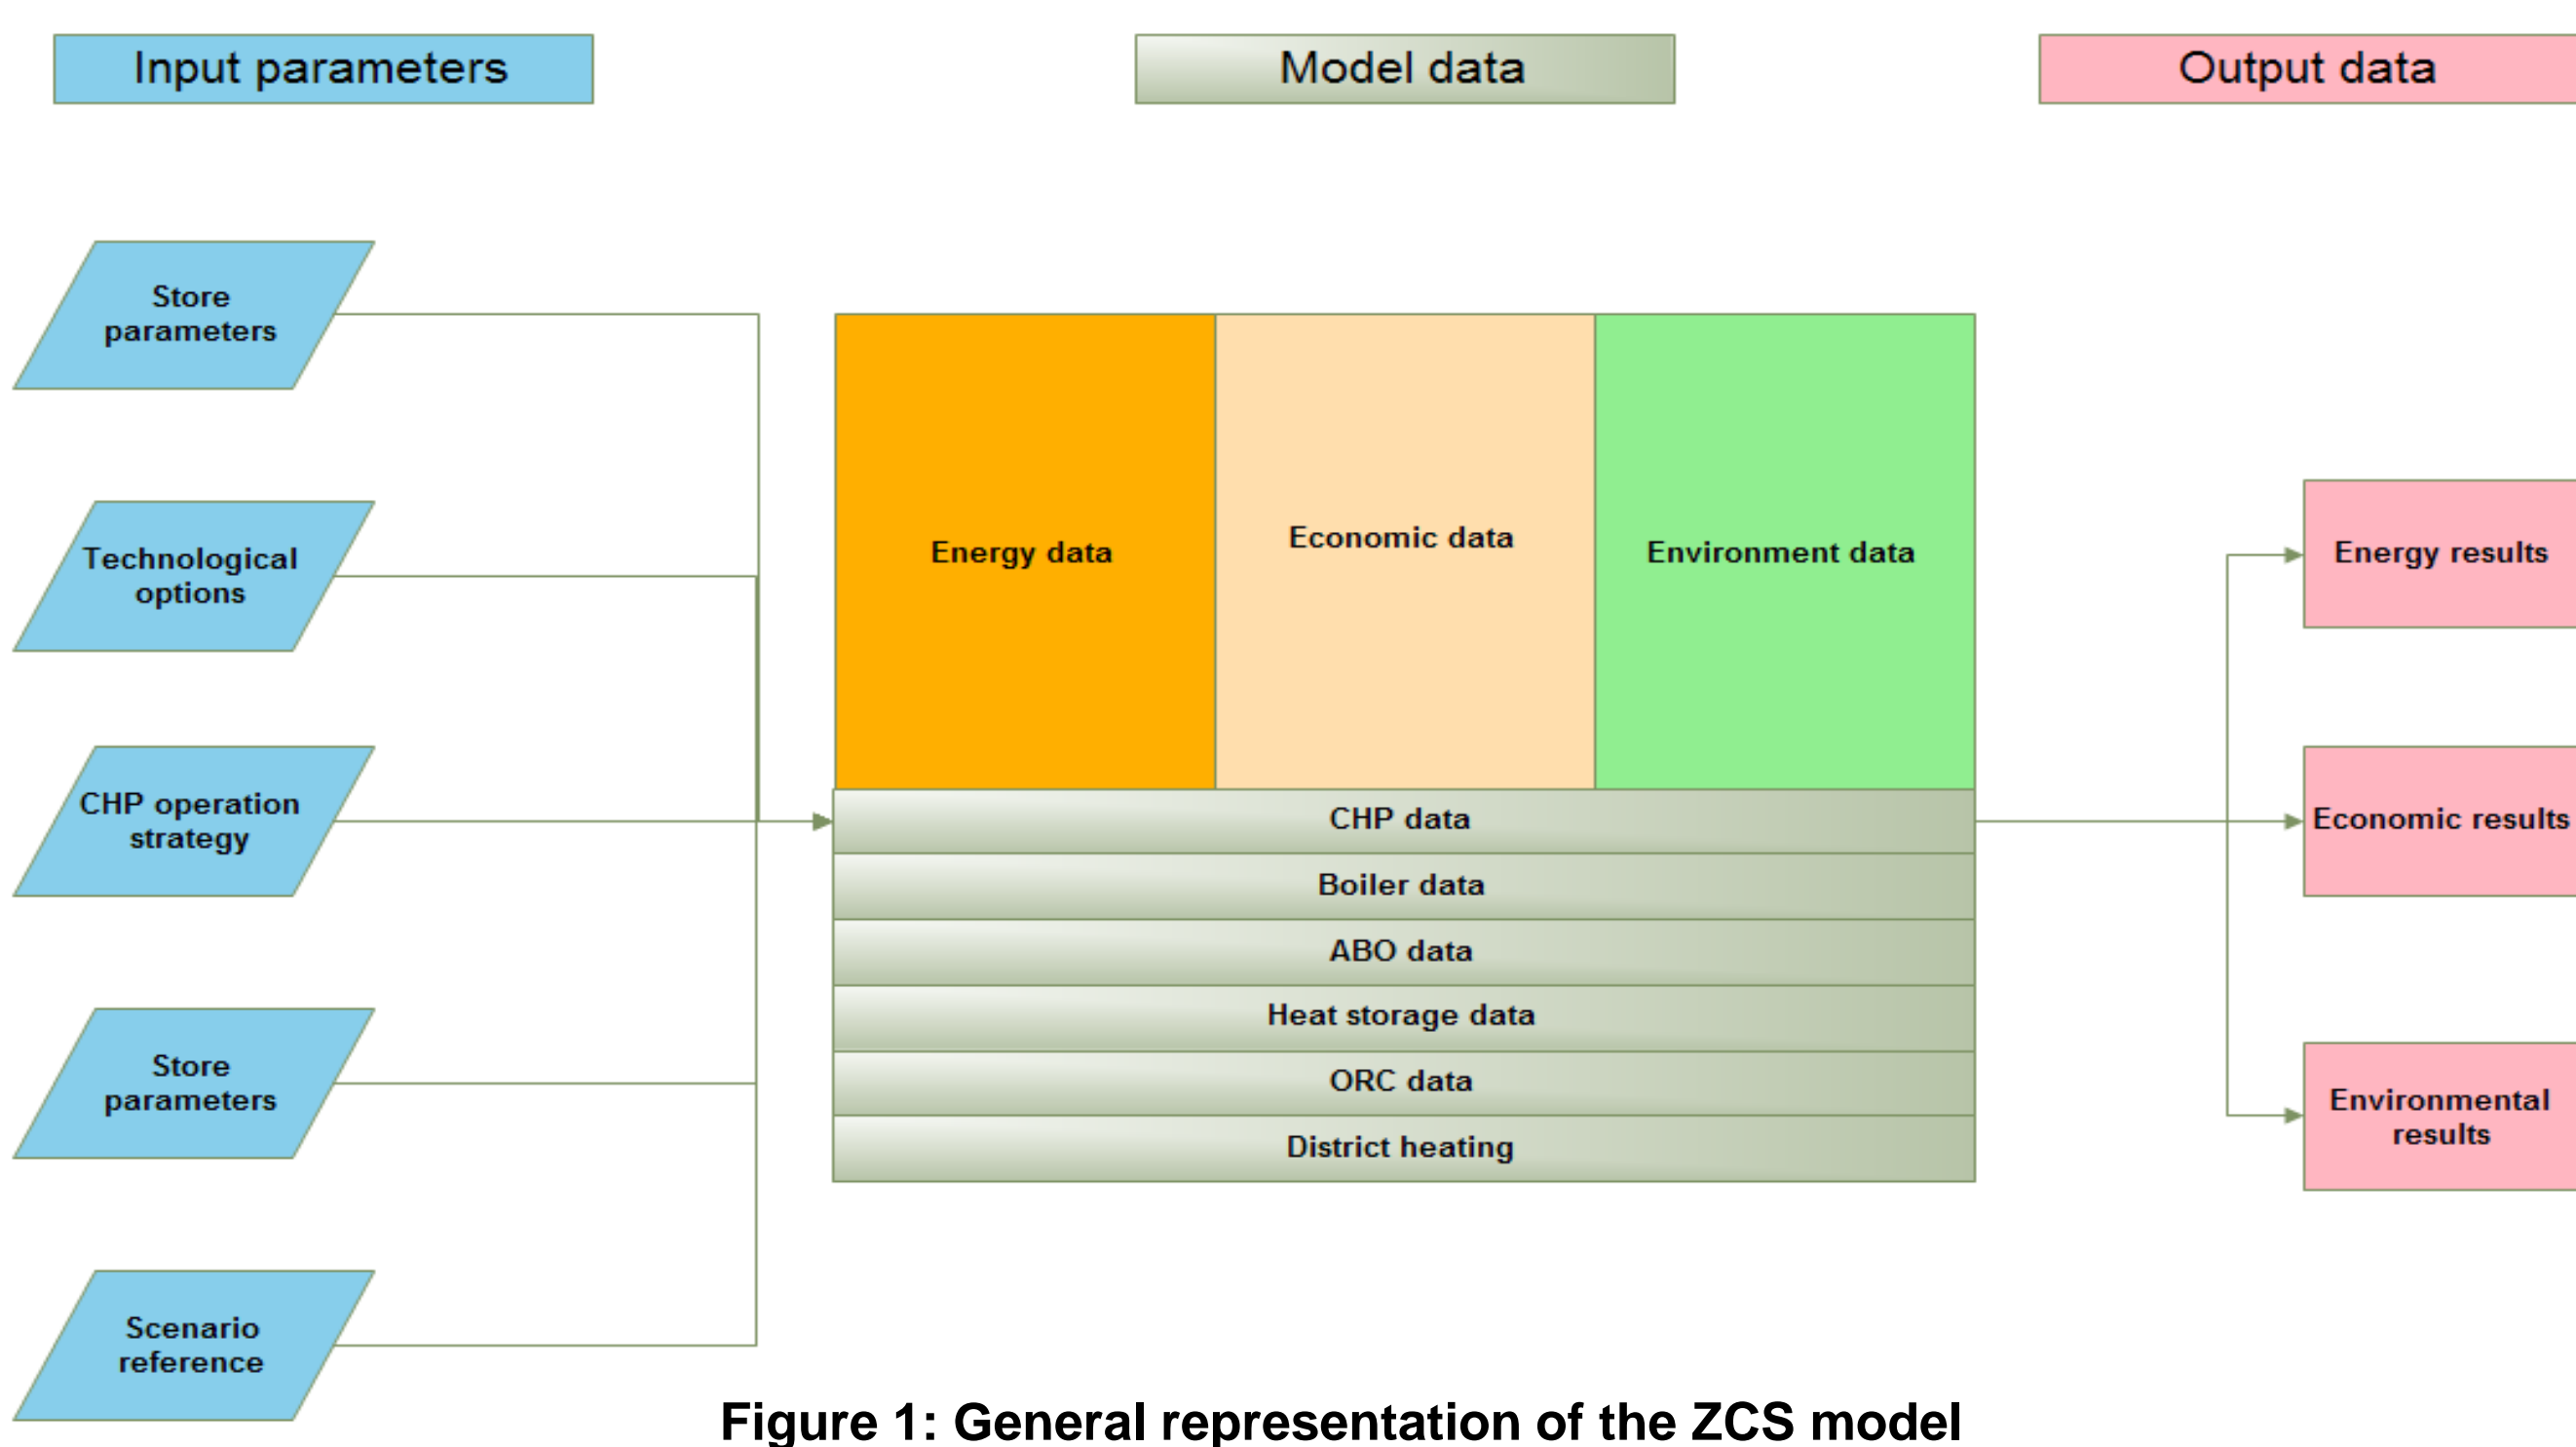 Input parameters
Model data
Output data
Store
parameters
Technological
options
CHP operation
strategy
Store
parameters
Scenario
reference
Energy data
Economic data
Environment data
CHP data
Boiler data
ABO data
Heat storage data
ORC data
District heating
Energy results
Economic results
Environmental
results
Figure 1: General representation of the ZCS model